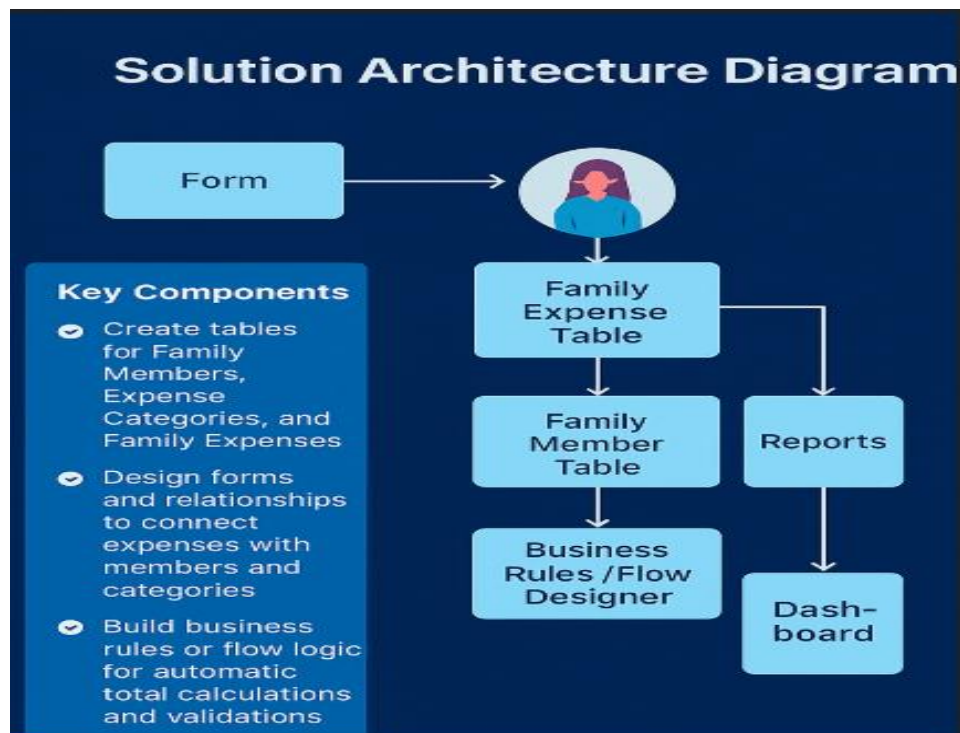 Solution Architecture Diagram
Form
Key Components
Create tables
for Family
Members,
Expense
Categories, and
Family Expenses
Design forms
and relationships
to connect
expenses with
members and
categories
Build business
rules or flow logic
for automatic
total calculations
and validations
Family
Expense
Table
Family
Member
Table
Business
Rules /Flow
Designer
Reports
Dash-
board